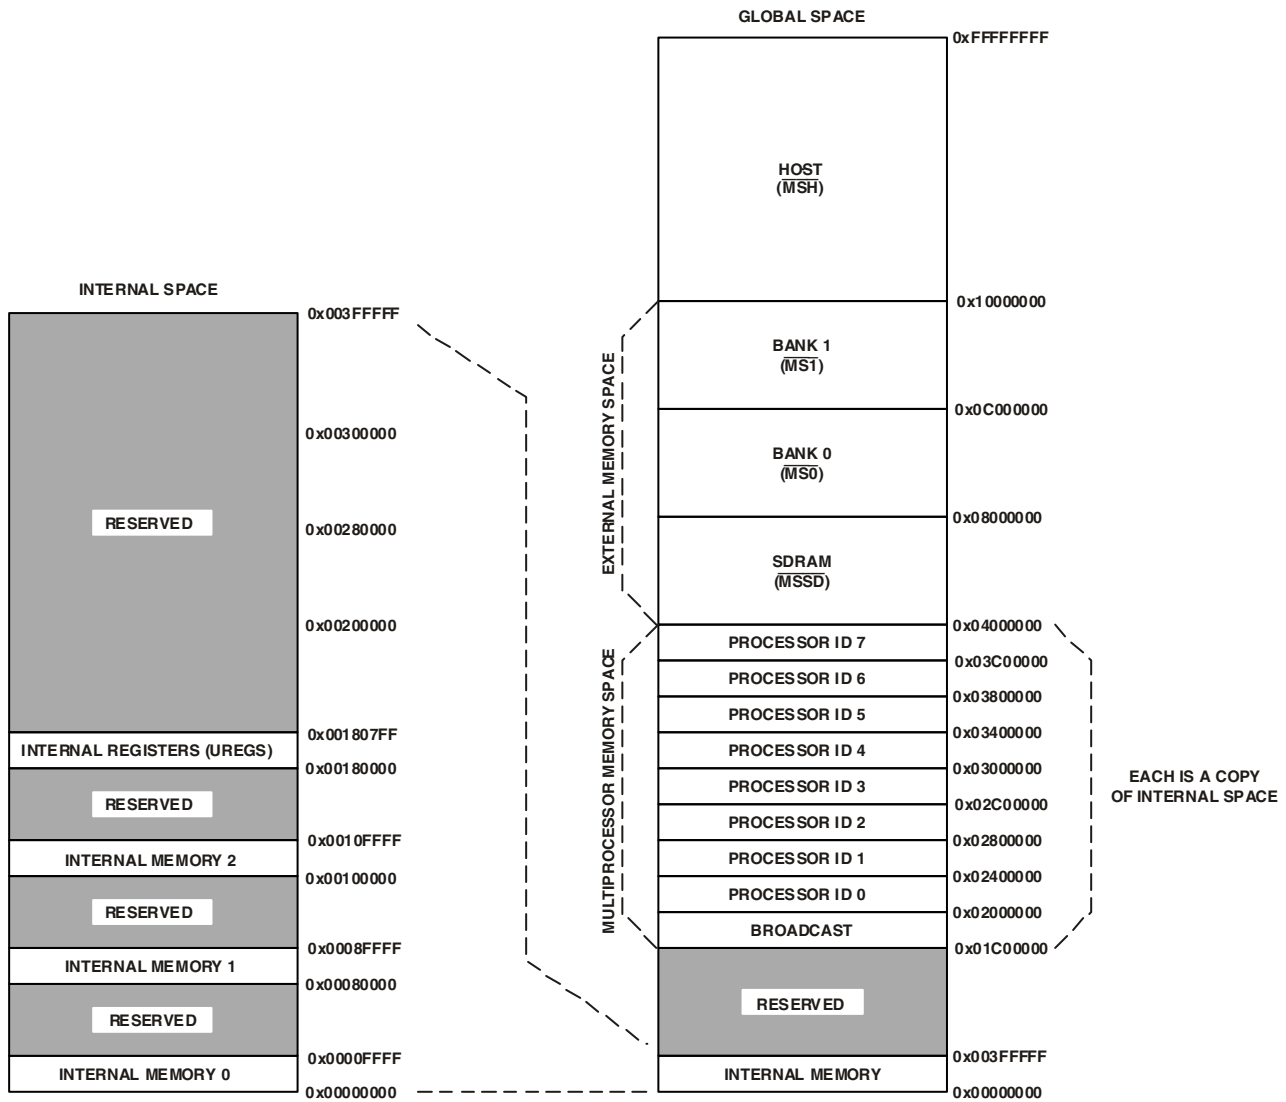 GLOBAL SPACE
0xFFFFFFFF
HOST
(MSH)
INTERNAL SPACE
0x003FFFFF
0x10000000
BANK 1
(MS1)
EXTERNAL MEMORY SPACE
0x0C000000
0x00300000
BANK 0
(MS0)
RESERVED
0x00280000
0x08000000
SDRAM
(MSSD)
0x00200000
0x04000000
PROCESSOR ID 7
MULTIPROCESSOR MEMORY SPACE
0x03C00000
PROCESSOR ID 6
0x03800000
PROCESSOR ID 5
0x001807FF
0x03400000
INTERNAL REGISTERS (UREGS)
PROCESSOR ID 4
0x00180000
0x03000000
PROCESSOR ID 3
EACH IS A COPY
OF INTERNAL SPACE
RESERVED
0x02C00000
PROCESSOR ID 2
0x0010FFFF
0x02800000
INTERNAL MEMORY 2
PROCESSOR ID 1
0x00100000
0x02400000
PROCESSOR ID 0
RESERVED
0x02000000
BROADCAST
0x0008FFFF
0x01C00000
INTERNAL MEMORY 1
0x00080000
RESERVED
RESERVED
0x0000FFFF
0x003FFFFF
INTERNAL MEMORY 0
INTERNAL MEMORY
0x00000000
0x00000000